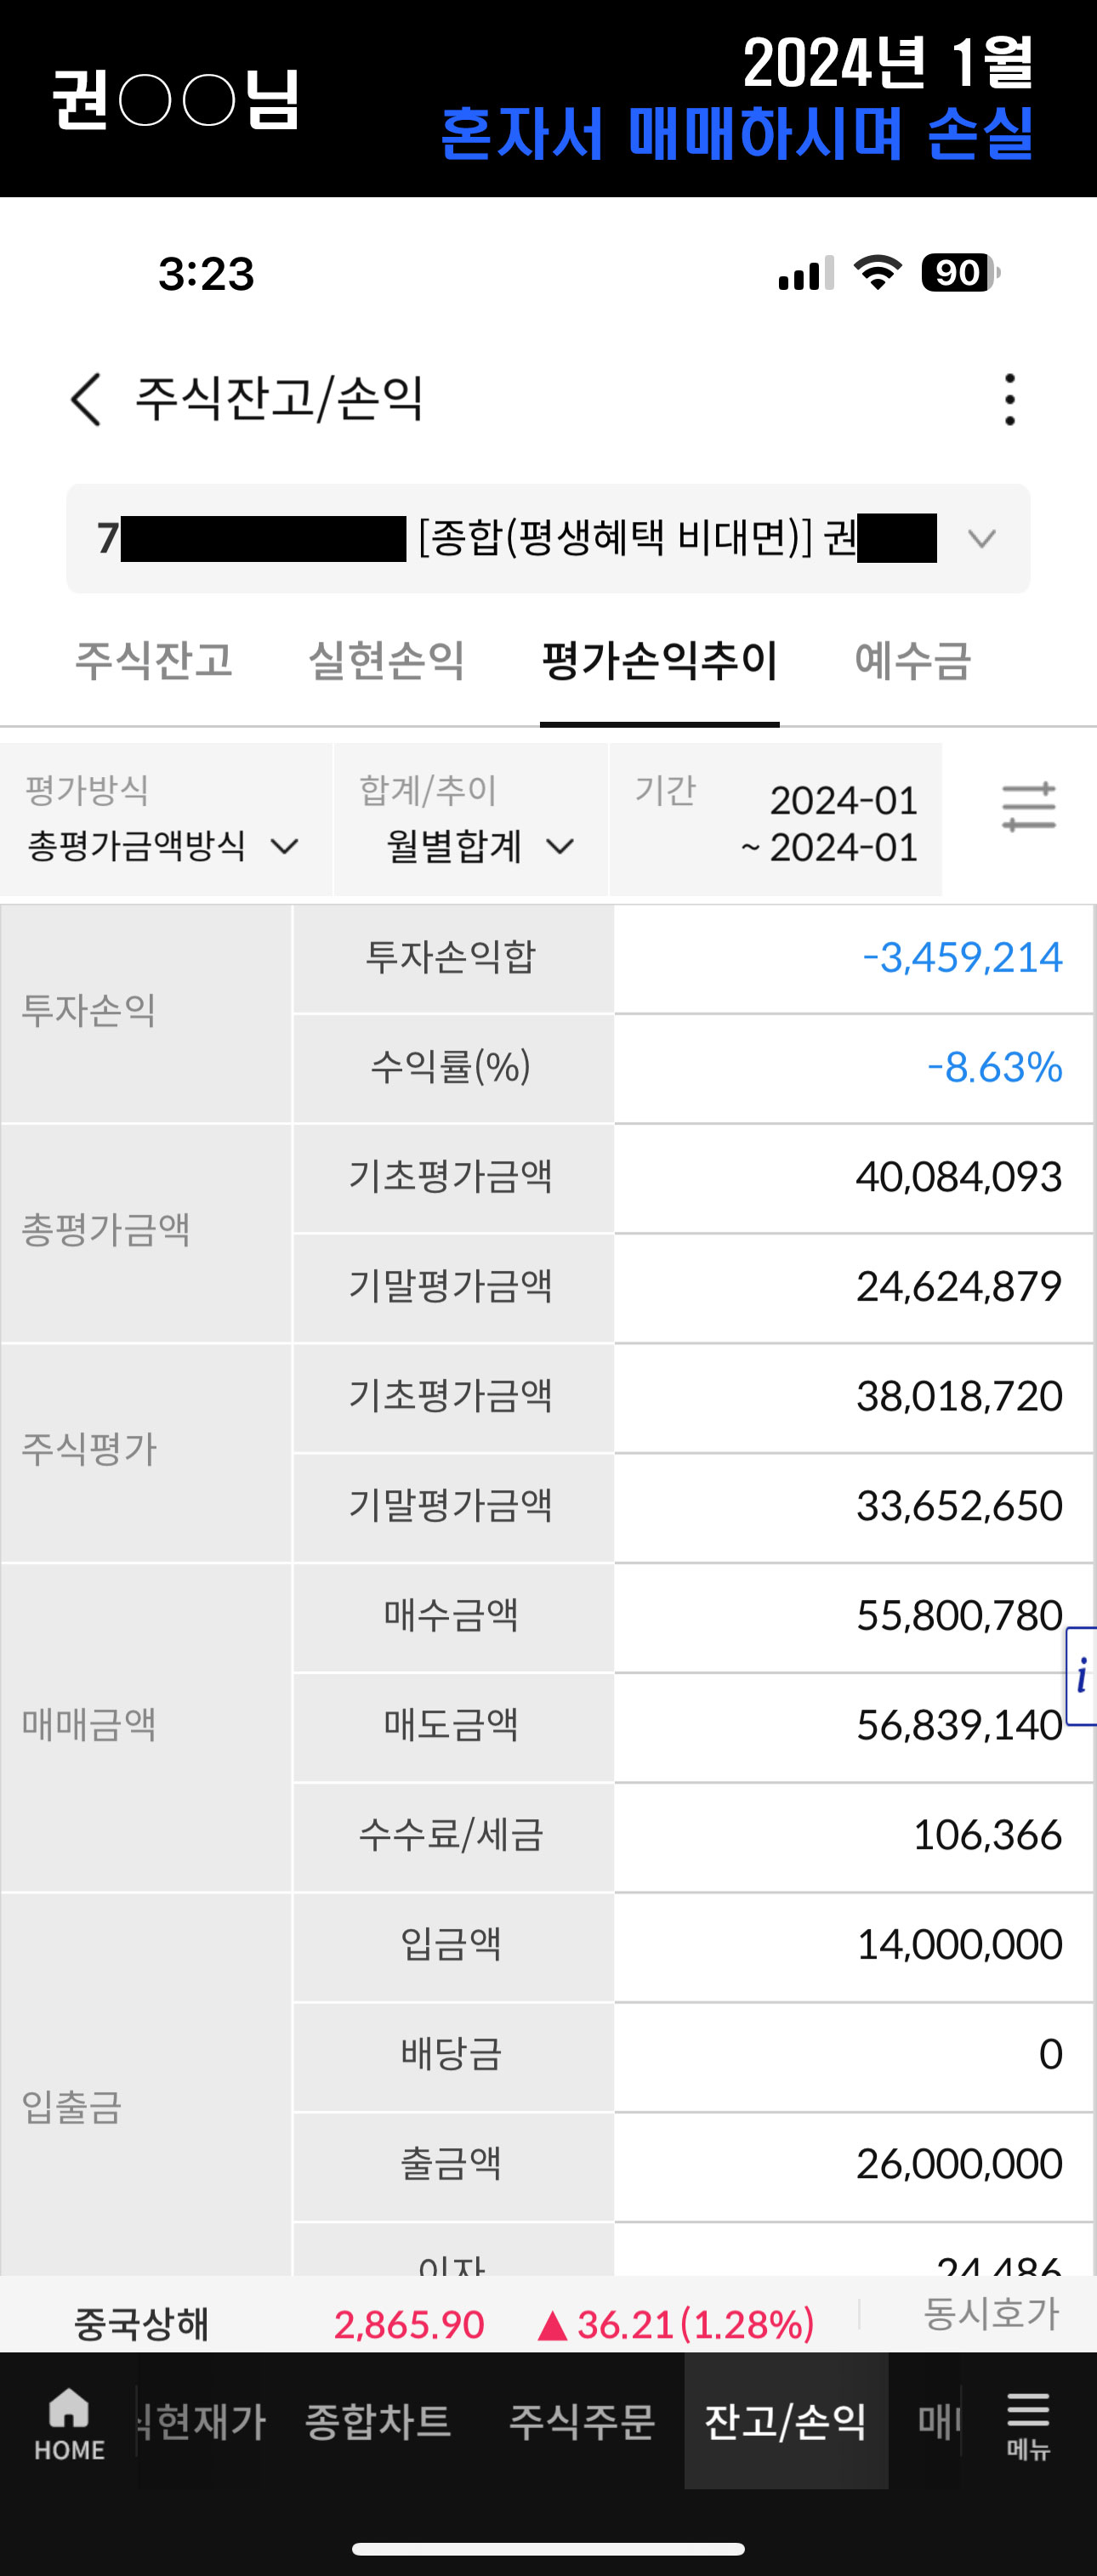 권○○님
2024년 1월
혼자서 매매하시며 손실
3:23
90
주식잔고/손익
7 [종합(평생혜택 비대면)] 권
주식잔고 실현손익 평가손익추이 예수금
평가방식 합계/추이 기간
총평가금액방식 월별합계 2024-01
~ 2024-01
투자손익
투자손익합 -3,459,214
수익률(%) -8.63%
총평가금액
기초평가금액 40,084,093
기말평가금액 24,624,879
주식평가
기초평가금액 38,018,720
기말평가금액 33,652,650
매매금액
매수금액 55,800,780
매도금액 56,839,140
수수료/세금 106,366
입출금
입금액 14,000,000
배당금 0
출금액 26,000,000
이자 24,486
i
중국상해 2,865.90 ▲ 36.21(1.28%) 동시호가
HOME 현재가 종합차트 주식주문 잔고/손익 매 메뉴